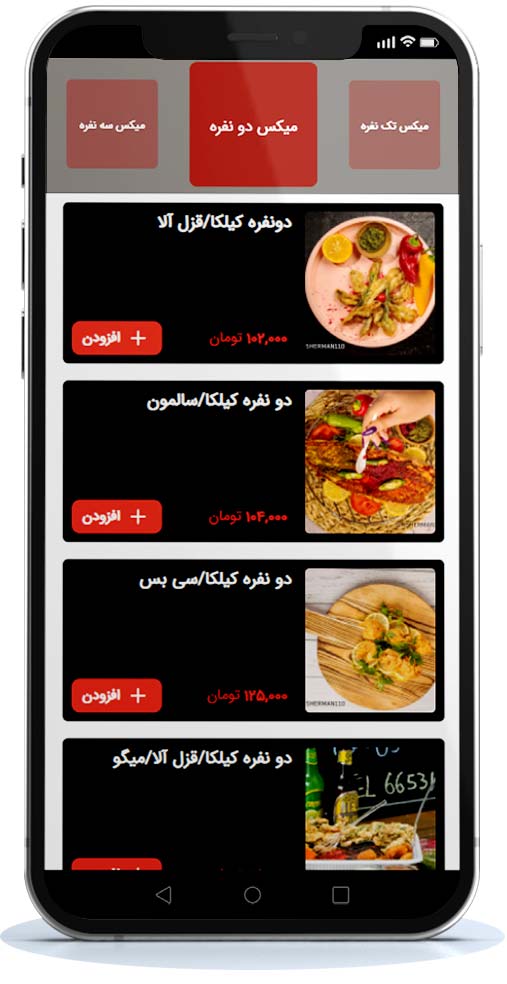 میکس تک نفره
میکس دو نفره
میکس سه نفره
دونفره کیلکا/قزل آلا
۱۰۲,۰۰۰ تومان
افزودن
SHERMAN110
دو نفره کیلکا/سالمون
۱۰۴,۰۰۰ تومان
افزودن
دو نفره کیلکا/سی بس
۱۲۵,۰۰۰ تومان
افزودن
SHERMAN110
دو نفره کیلکا/قزل آلا/میگو
6653